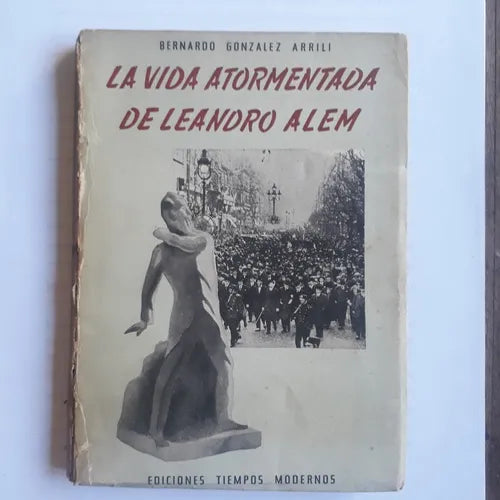 BERNARDO GONZALEZ ARRILI
LA VIDA ATORMENTADA
DE LEANDRO ALEM
EDICIONES TIEMPOS MODERNOS